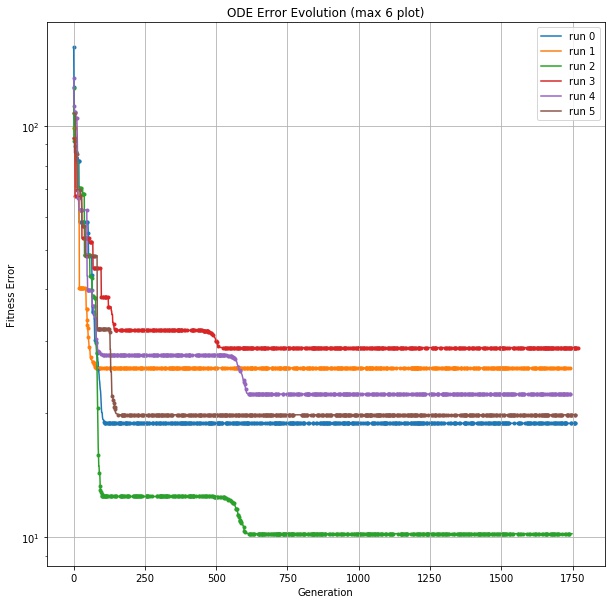 ODE Error Evolution (max 6 plot)
run 0
run 1
run 2
run 3
run 4
run 5
10²
10¹
Fitness Error
0 250 500 750 1000 1250 1500 1750
Generation